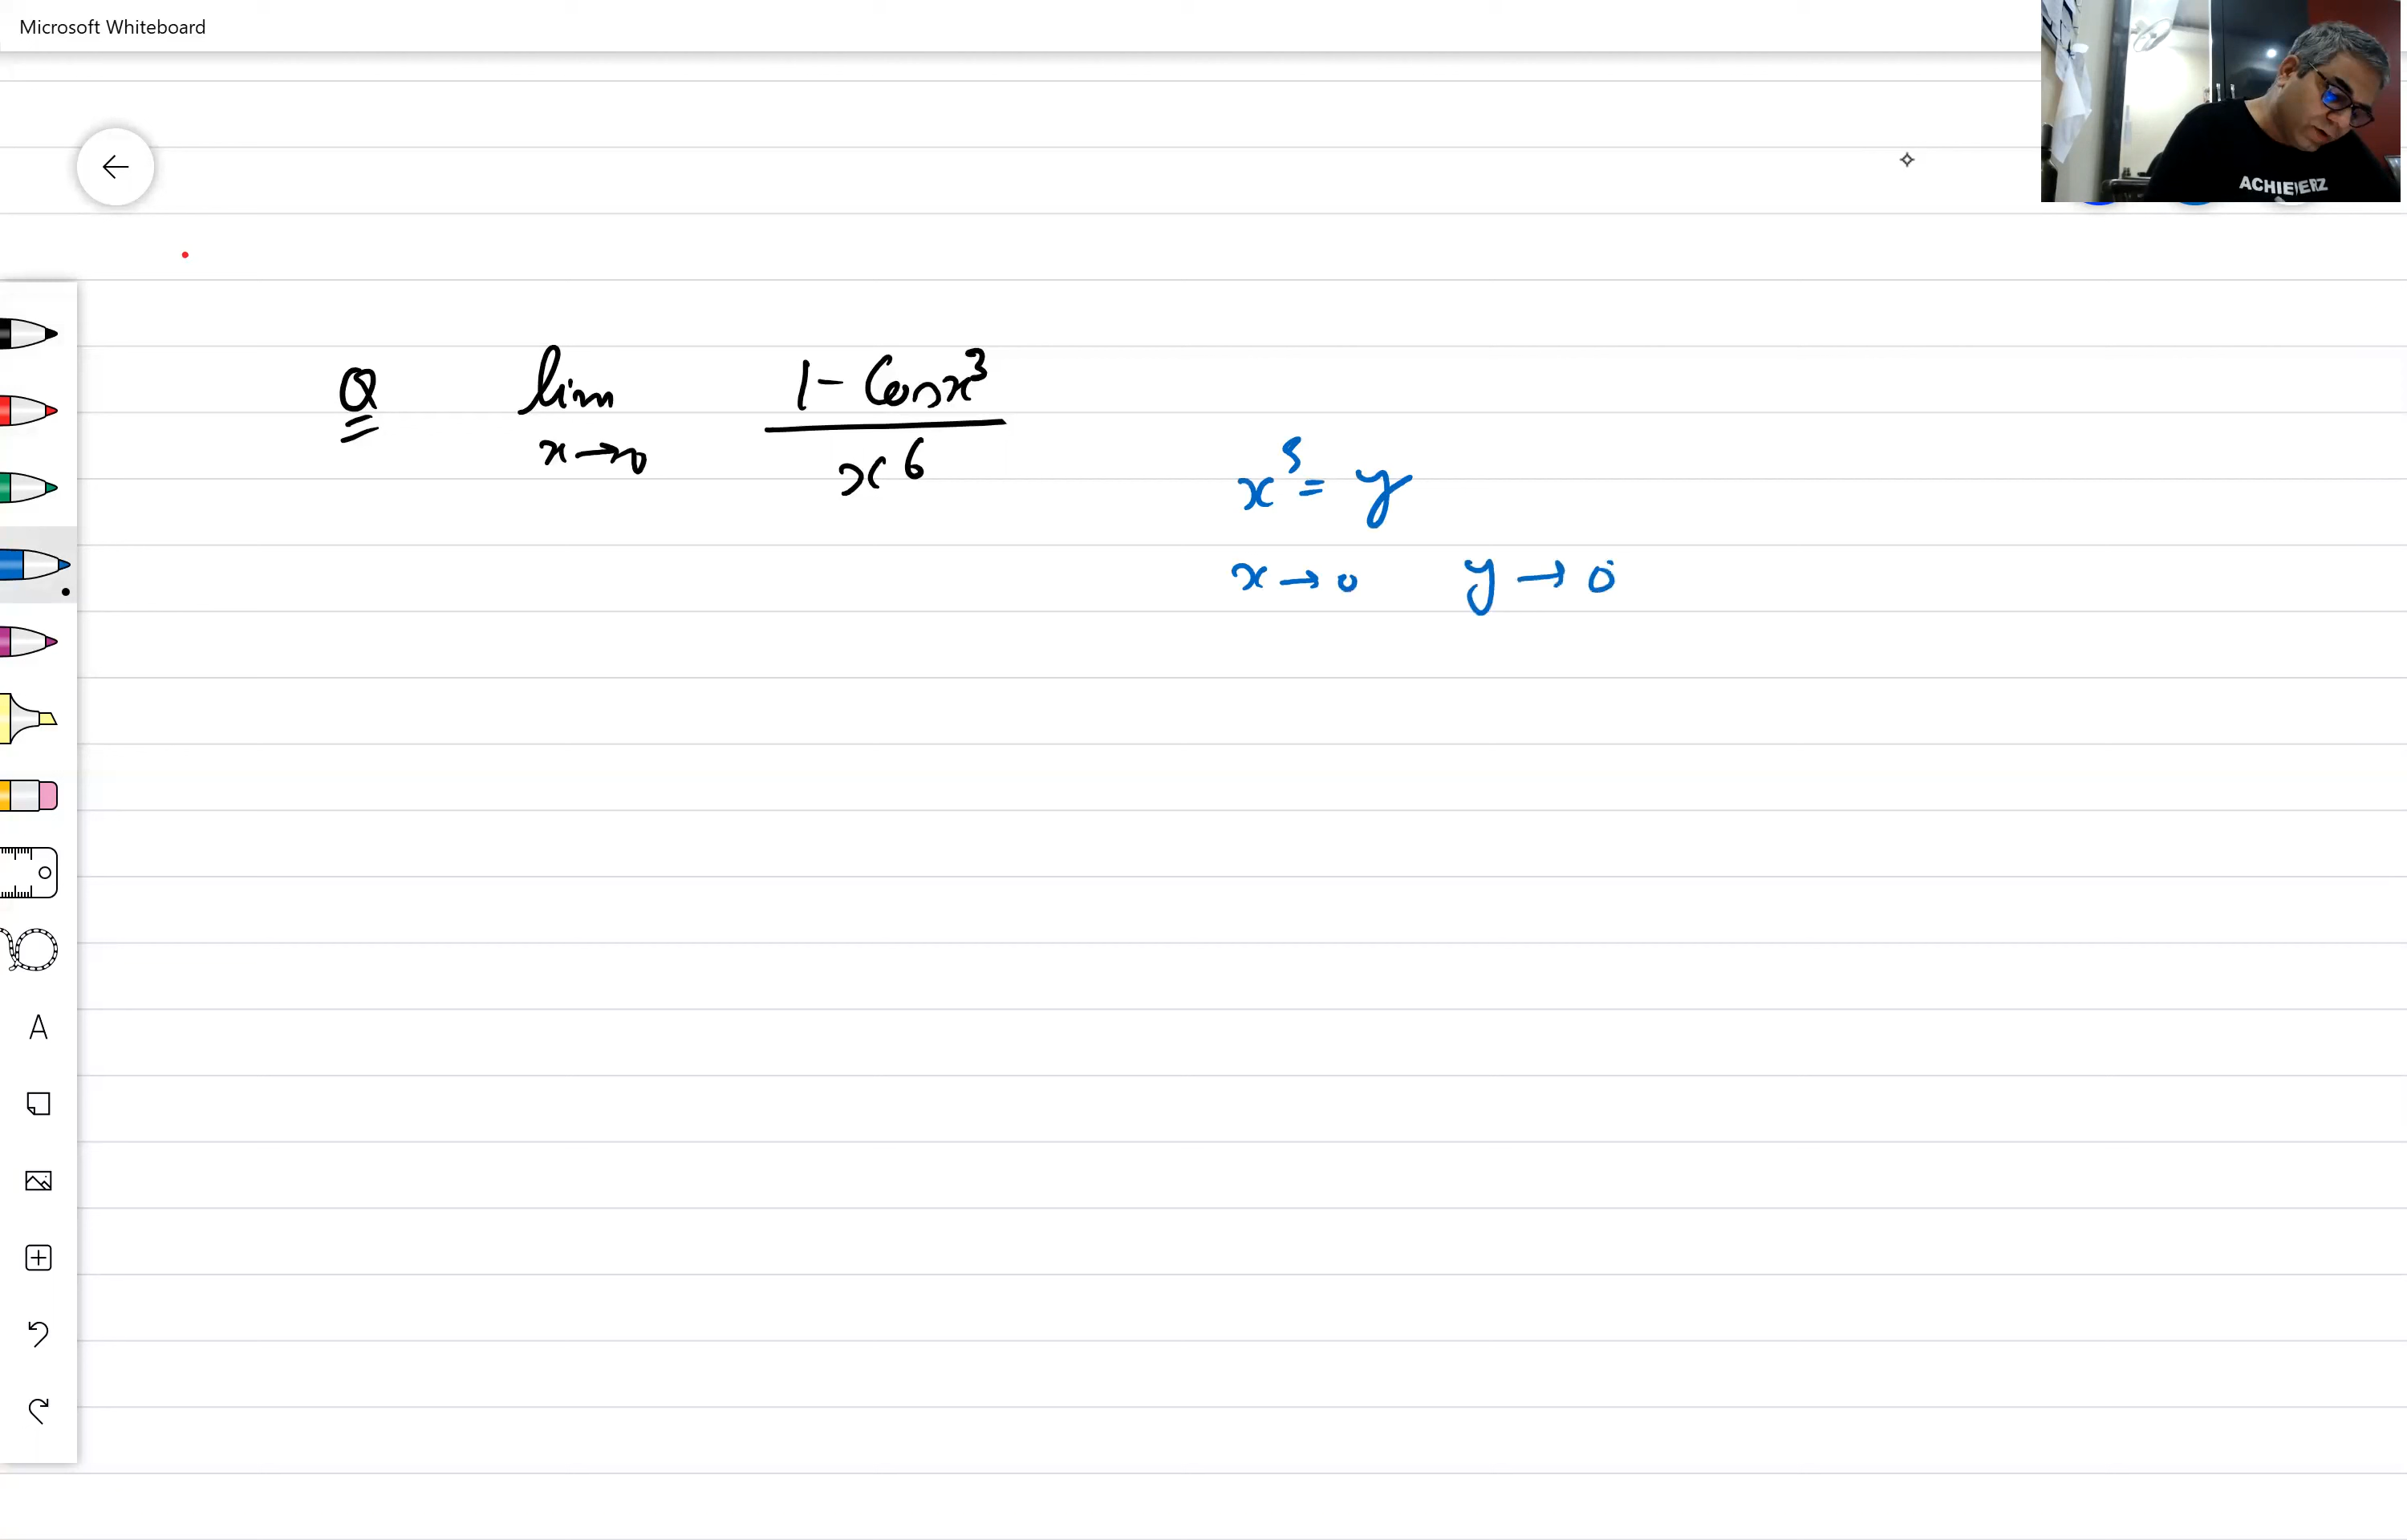 Microsoft Whiteboard
ACHIEVERZ
Q lim x→0 (1 - Cos x³) / x⁶
x³ = y
x → 0 y → 0
A